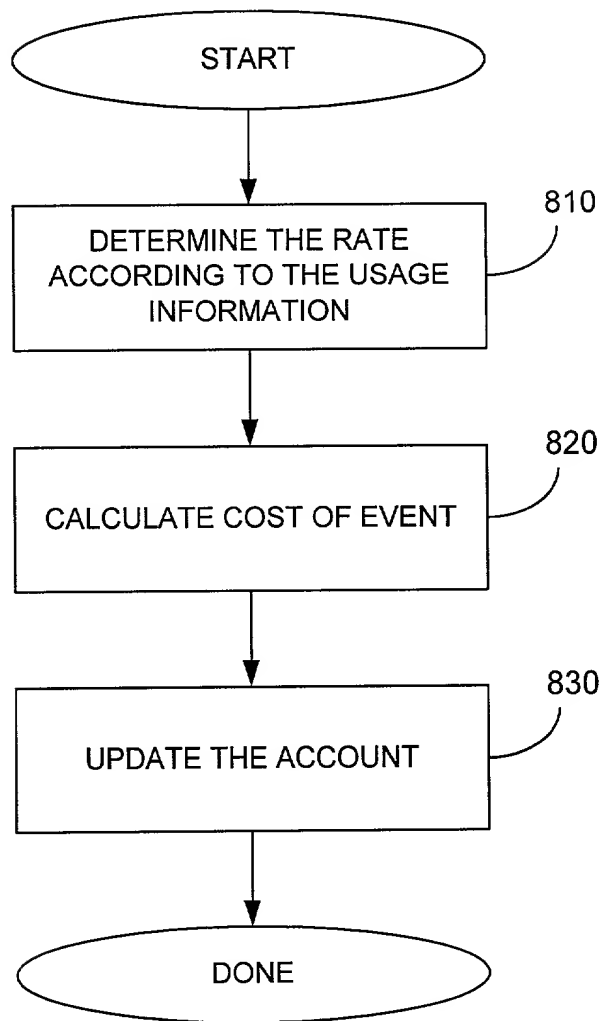 START
810
DETERMINE THE RATE
ACCORDING TO THE USAGE
INFORMATION
820
CALCULATE COST OF EVENT
830
UPDATE THE ACCOUNT
DONE